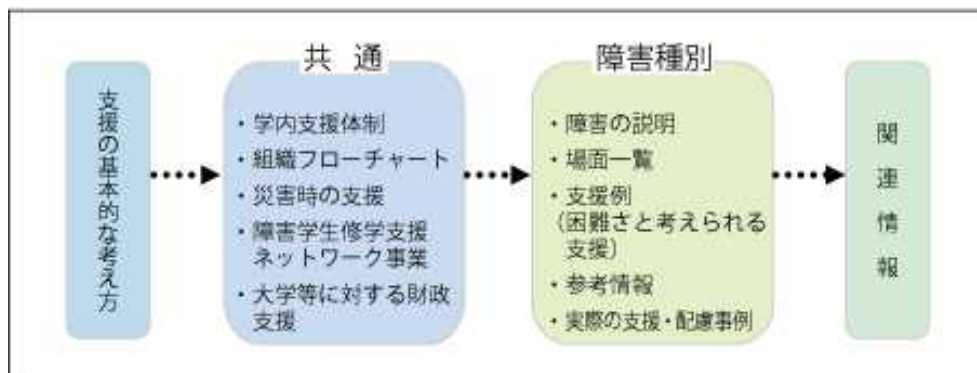 支援の基本的な考え方
共通
・学内支援体制
・組織フローチャート
・災害時の支援
・障害学生修学支援
ネットワーク事業
・大学等に対する財政
支援
障害種別
・障害の説明
・場面一覧
・支援例
(困難さと考えられる
支援)
・参考情報
・実際の支援・配慮事例
関連情報